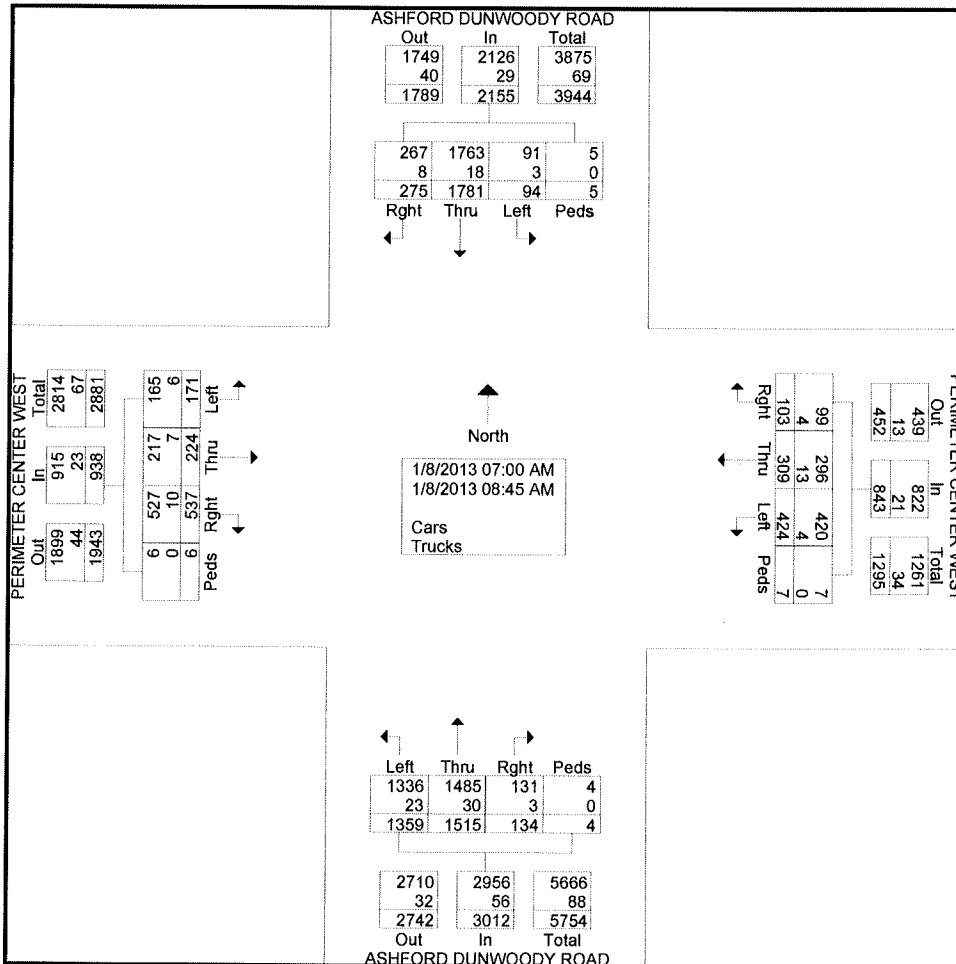 ASHFORD DUNWOODY ROAD
Out In Total
1749 2126 3875
40 29 69
1789 2155 3944
267 1763 91 5
8 18 3 0
275 1781 94 5
Rght Thru Left Peds
PERIMETER CENTER WEST
Total In Out
2814 915 1899
67 23 44
2881 938 1943
165 217 527 6
6 7 10 0
171 224 537 6
Left Thru Rght Peds
North
1/8/2013 07:00 AM
1/8/2013 08:45 AM
Cars
Trucks
Rght Thru Left Peds
99 296 420 7
4 13 4 0
103 309 424 7
PERIMETER CENTER WEST
Out In Total
439 822 1261
13 21 34
452 843 1295
Left Thru Rght Peds
1336 1485 131 4
23 30 3 0
1359 1515 134 4
2710 2956 5666
32 56 88
2742 3012 5754
Out In Total
ASHFORD DUNWOODY ROAD